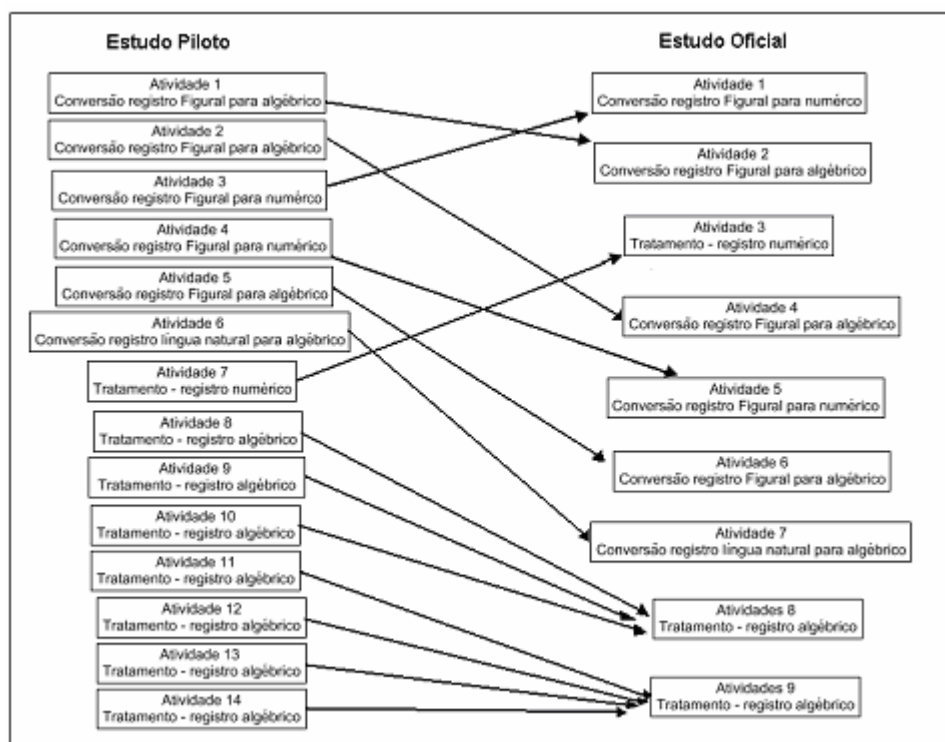 Estudo Piloto
Atividade 1
Conversão registro Figural para algébrico
Atividade 2
Conversão registro Figural para algébrico
Atividade 3
Conversão registro Figural para numérco
Atividade 4
Conversão registro Figural para numérico
Atividade 5
Conversão registro Figural para algébrico
Atividade 6
Conversão registro língua natural para algébrico
Atividade 7
Tratamento - registro numérico
Atividade 8
Tratamento - registro algébrico
Atividade 9
Tratamento - registro algébrico
Atividade 10
Tratamento - registro algébrico
Atividade 11
Tratamento - registro algébrico
Atividade 12
Tratamento - registro algébrico
Atividade 13
Tratamento - registro algébrico
Atividade 14
Tratamento - registro algébrico
Estudo Oficial
Atividade 1
Conversão registro Figural para numérco
Atividade 2
Conversão registro Figural para algébrico
Atividade 3
Tratamento - registro numérico
Atividade 4
Conversão registro Figural para algébrico
Atividade 5
Conversão registro Figural para numérico
Atividade 6
Conversão registro Figural para algébrico
Atividade 7
Conversão registro língua natural para algébrico
Atividades 8
Tratamento - registro algébrico
Atividades 9
Tratamento - registro algébrico